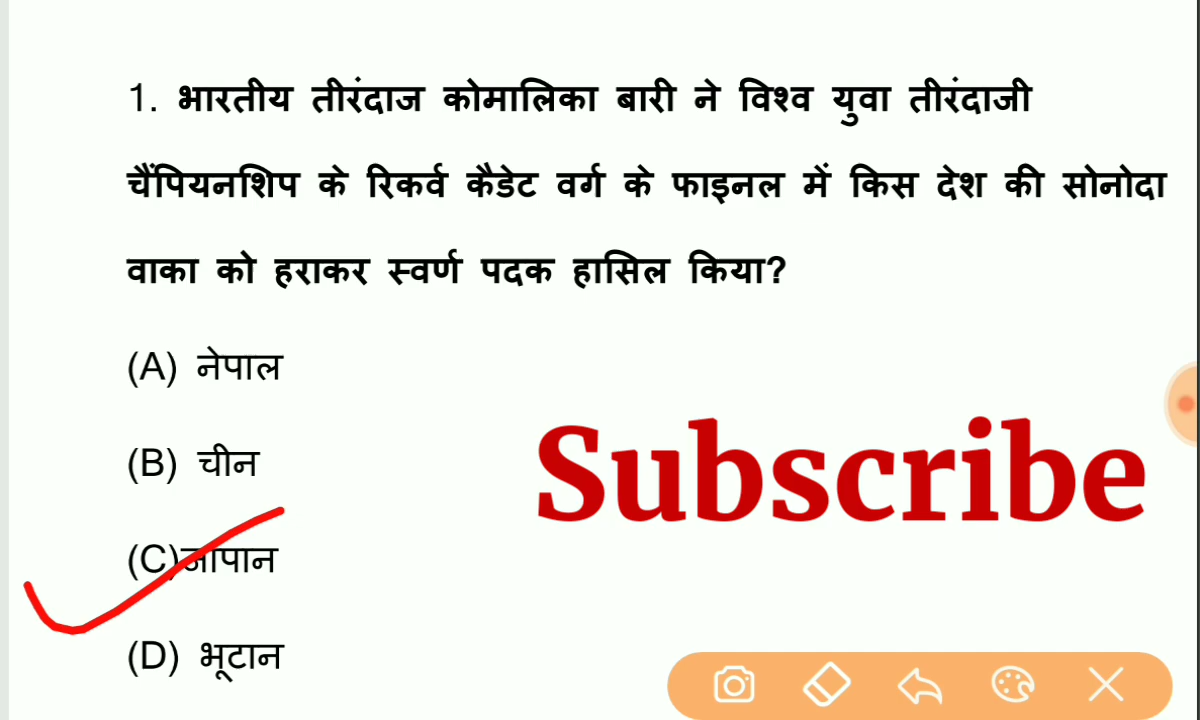 1. भारतीय तीरंदाज कोमालिका बारी ने विश्व युवा तीरंदाजी
चैंपियनशिप के रिकर्व कैडेट वर्ग के फाइनल में किस देश की सोनोदा
वाका को हराकर स्वर्ण पदक हासिल किया?
(A) नेपाल
(B) चीन
Subscribe
(C)जापान
(D) भूटान